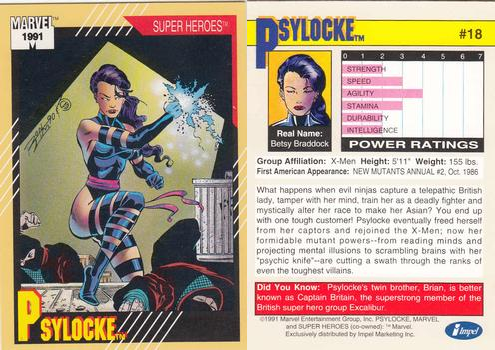 MARVEL
1991
M
SUPER HEROES™
PSYLOCKE™
PSYLOCKE™
#18
0 1 2 3 4 5 6 7
STRENGTH
SPEED
AGILITY
STAMINA
DURABILITY
INTELLIGENCE
POWER RATINGS
Real Name:
Betsy Braddock
Group Affiliation: X-Men Height: 5'11" Weight: 155 lbs.
First American Appearance: NEW MUTANTS ANNUAL #2, Oct. 1986
What happens when evil ninjas capture a telepathic British
lady, tamper with her mind, train her as a deadly fighter and
mystically alter her race to make her Asian? You end up
with one tough customer! Psylocke eventually freed herself
from her captors and rejoined the X-Men; now her
formidable mutant powers--from reading minds and
projecting mental illusions to scrambling brains with her
"psychic knife"--are cutting a swath through the ranks of
even the toughest villains.
Did You Know: Psylocke's twin brother, Brian, is better
known as Captain Britain, the superstrong member of the
British super hero group Excalibur.
©1991 Marvel Entertainment Group, Inc. PSYLOCKE, MARVEL
and SUPER HEROES (co-owned): ™ Marvel.
Exclusively distributed by Impel Marketing Inc.
Impel